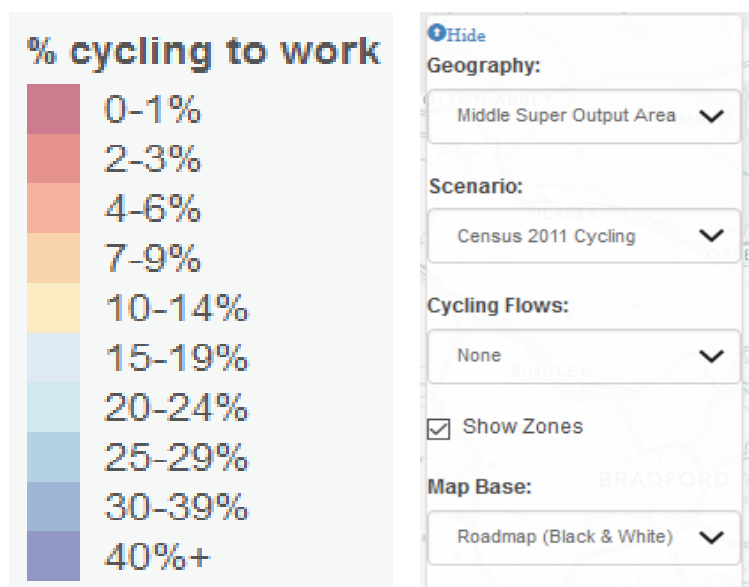 % cycling to work
0-1%
2-3%
4-6%
7-9%
10-14%
15-19%
20-24%
25-29%
30-39%
40%+
Hide
Geography:
Middle Super Output Area
Scenario:
Census 2011 Cycling
Cycling Flows:
None
BINGLEY
Show Zones
BRADFORD
Map Base:
Roadmap (Black & White)